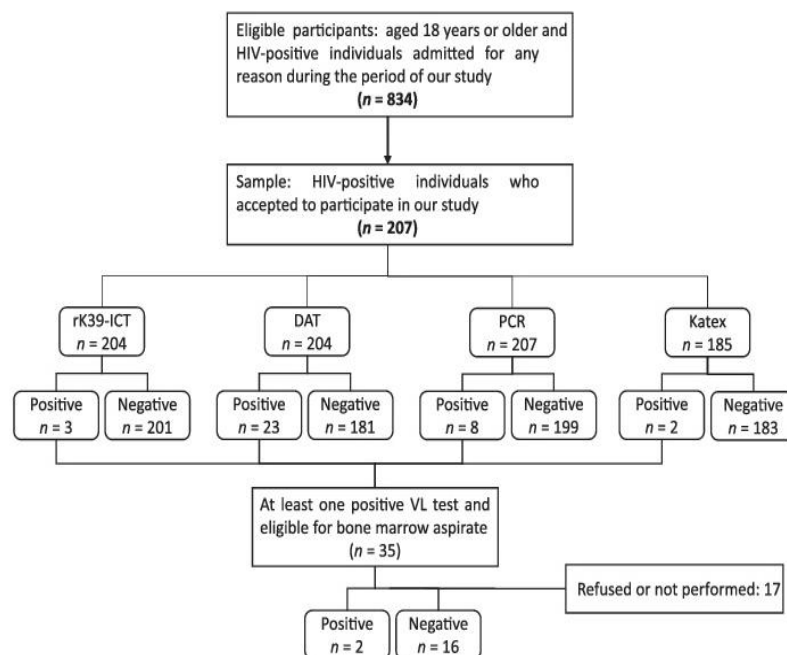 Eligible participants: aged 18 years or older and
HIV-positive individuals admitted for any
reason during the period of our study
(n = 834)
Sample: HIV-positive individuals who
accepted to participate in our study
(n = 207)
rK39-ICT
n = 204
DAT
n = 204
PCR
n = 207
Katex
n = 185
Positive
n = 3
Negative
n = 201
Positive
n = 23
Negative
n = 181
Positive
n = 8
Negative
n = 199
Positive
n = 2
Negative
n = 183
At least one positive VL test and
eligible for bone marrow aspirate
(n = 35)
Refused or not performed: 17
Positive
n = 2
Negative
n = 16